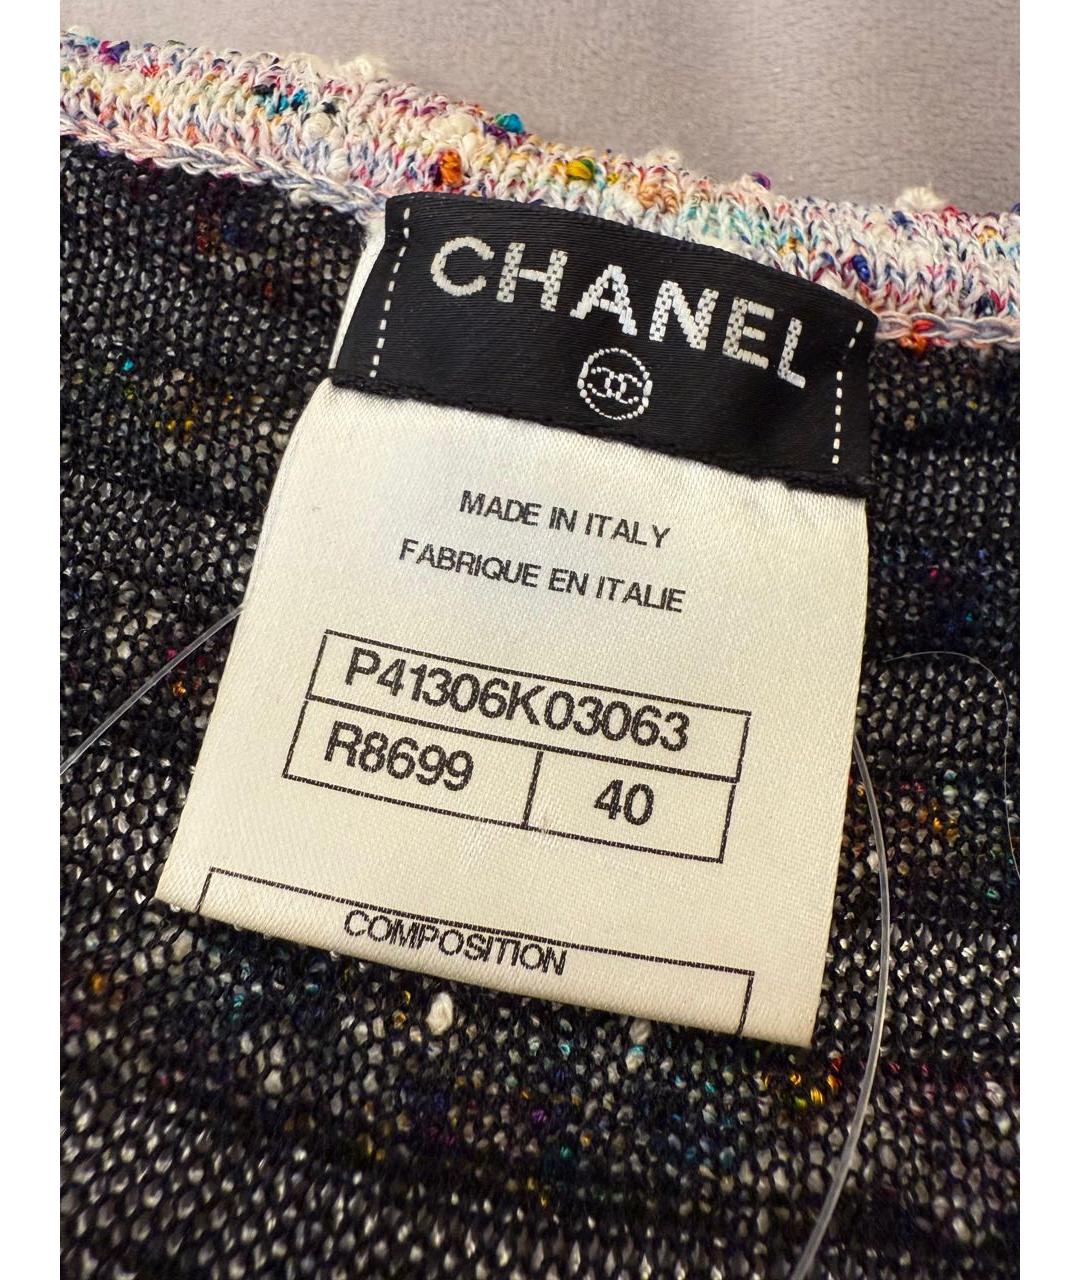 CHANEL
MADE IN ITALY
FABRIQUE EN ITALIE
P41306K03063
R8699 40
COMPOSITION